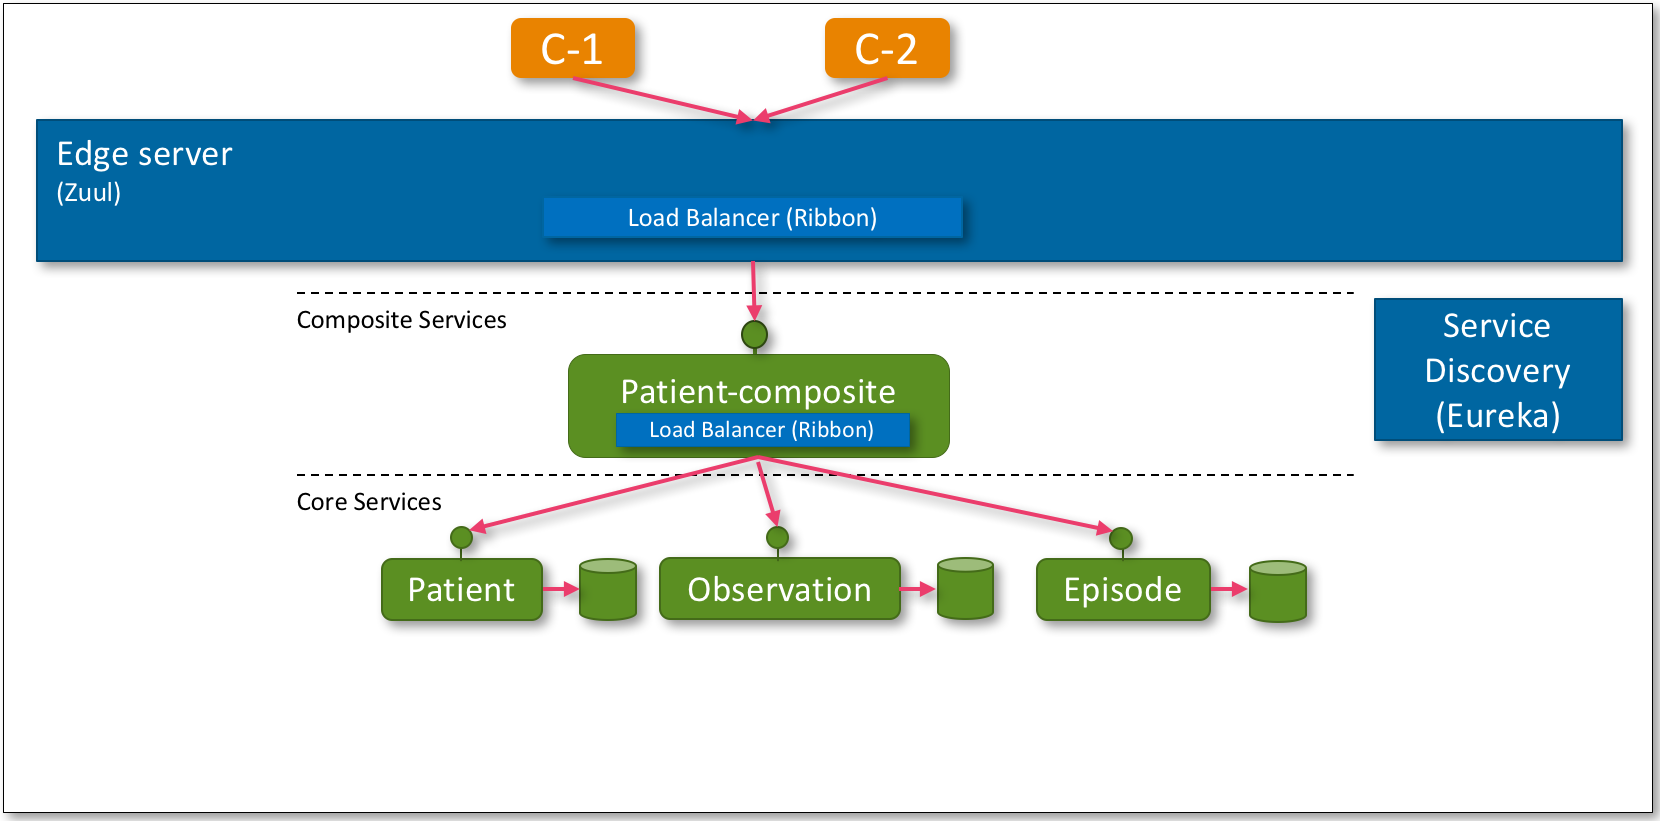 C-1
C-2
Edge server
(Zuul)
Load Balancer (Ribbon)
Composite Services
Service
Discovery
(Eureka)
Patient-composite
Load Balancer (Ribbon)
Core Services
Patient
Observation
Episode